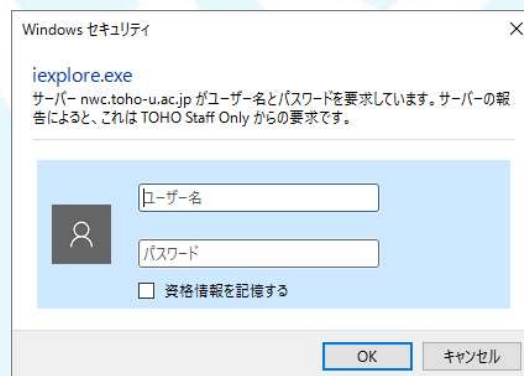 Windows セキュリティ
iexplore.exe
サーバー nwc.toho-u.ac.jp がユーザー名とパスワードを要求しています。サーバーの報
告によると、これは TOHO Staff Only からの要求です。
ユーザー名
パスワード
資格情報を記憶する
OK キャンセル